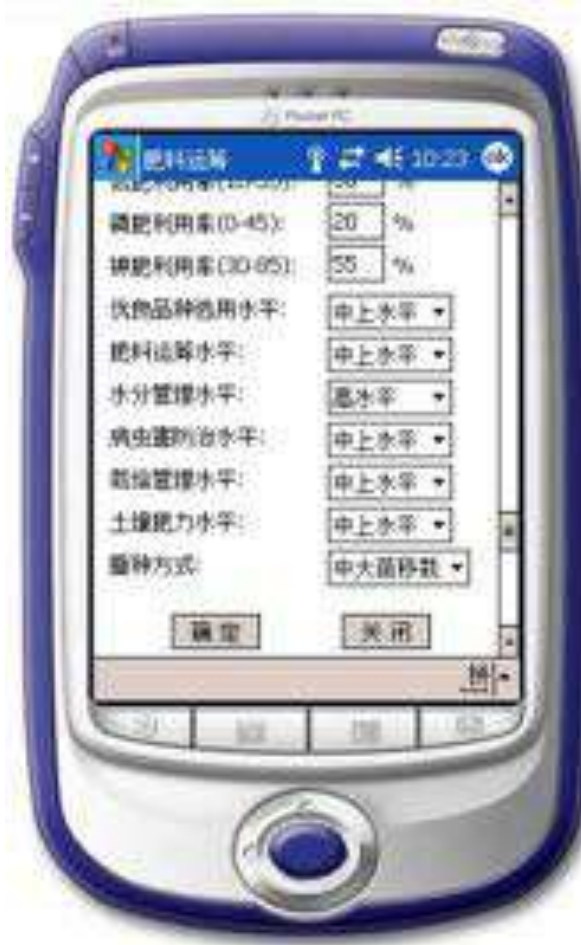 Pocket PC
肥料运筹 10:23 ok
磷肥利用率(0-45): 20 %
钾肥利用率(30-85): 55 %
优良品种选用水平: 中上水平
肥料运筹水平: 中上水平
水分管理水平: 高水平
病虫害防治水平: 中上水平
栽培管理水平: 中上水平
土壤肥力水平: 中上水平
播种方式: 中大苗移栽
确定 关闭
拼